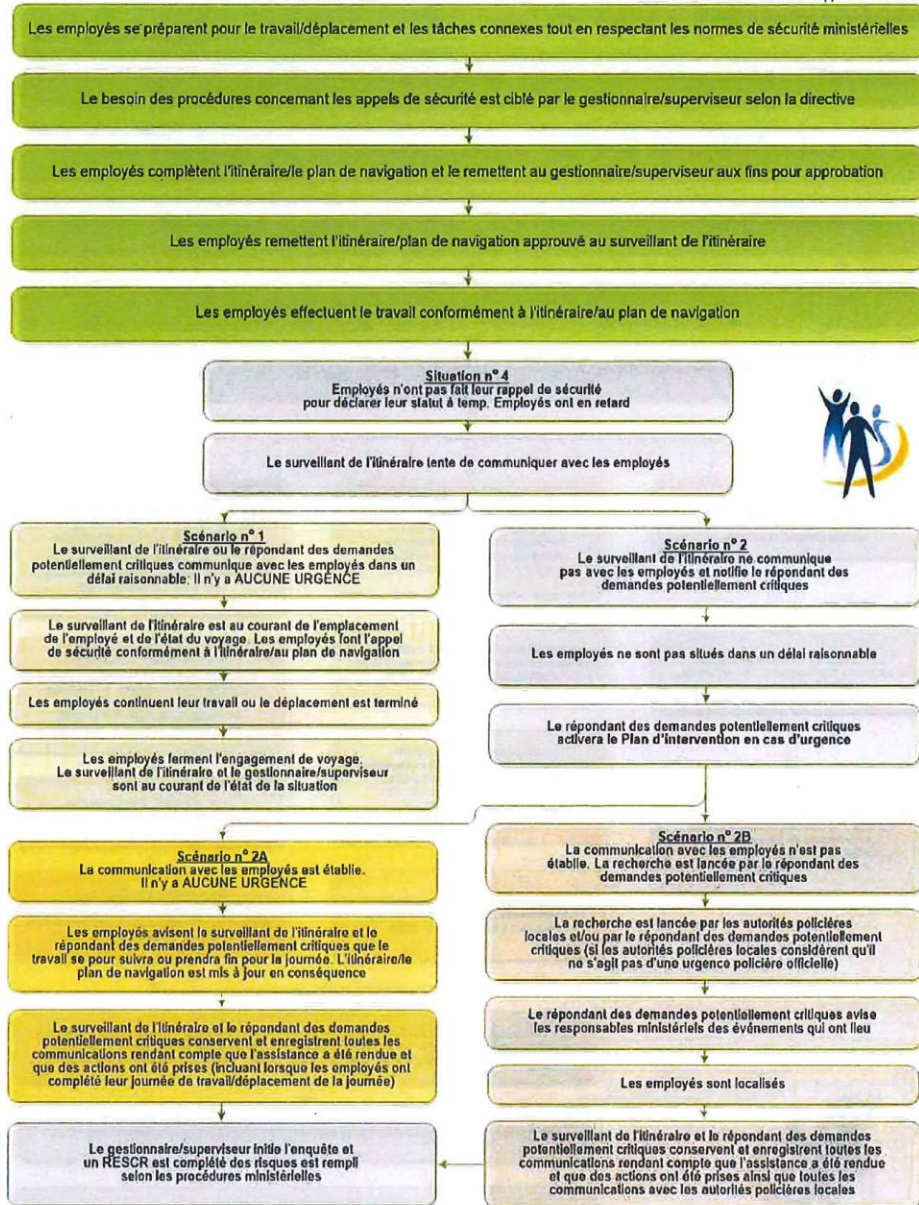 Les employés se préparent pour le travail/déplacement et les tâches connexes tout en respectant les normes de sécurité ministérielles
Le besoin des procédures concernant les appels de sécurité est ciblé par le gestionnaire/superviseur selon la directive
Les employés complètent l'itinéraire/le plan de navigation et le remettent au gestionnaire/superviseur aux fins pour approbation
Les employés remettent l'itinéraire/plan de navigation approuvé au surveillant de l'itinéraire
Les employés effectuent le travail conformément à l'itinéraire/au plan de navigation
Situation n° 4
Employés n'ont pas fait leur rappel de sécurité
pour déclarer leur statut à temp. Employés ont en retard
Le surveillant de l'itinéraire tente de communiquer avec les employés
Scénario n° 1
Le surveillant de l'itinéraire ou le répondant des demandes
potentiellement critiques communique avec les employés dans un
délai raisonnable; Il n'y a AUCUNE URGENCE
Le surveillant de l'itinéraire est au courant de l'emplacement
de l'employé et de l'état du voyage. Les employés font l'appel
de sécurité conformément à l'itinéraire/au plan de navigation
Les employés continuent leur travail ou le déplacement est terminé
Les employés ferment l'engagement de voyage.
Le surveillant de l'itinéraire et le gestionnaire/superviseur
sont au courant de l'état de la situation
Scénario n° 2
Le surveillant de l'itinéraire ne communique
pas avec les employés et notifie le répondant des
demandes potentiellement critiques
Les employés ne sont pas situés dans un délai raisonnable
Le répondant des demandes potentiellement critiques
activera le Plan d'intervention en cas d'urgence
Scénario n° 2A
La communication avec les employés est établie.
Il n'y a AUCUNE URGENCE
Les employés avisent le surveillant de l'itinéraire et le
répondant des demandes potentiellement critiques que le
travail se pour suivre ou prendra fin pour la journée. L'itinéraire/le
plan de navigation est mis à jour en conséquence
Le surveillant de l'itinéraire et le répondant des demandes
potentiellement critiques conservent et enregistrent toutes les
communications rendant compte que l'assistance a été rendue et
que des actions ont été prises (incluant lorsque les employés ont
complété leur journée de travail/déplacement de la journée)
Le gestionnaire/superviseur initie l'enquête et
un RESCR est complété des risques est rempli
selon les procédures ministérielles
Scénario n° 2B
La communication avec les employés n'est pas
établie. La recherche est lancée par le répondant des
demandes potentiellement critiques
La recherche est lancée par les autorités policières
locales et/ou par le répondant des demandes potentiellement
critiques (si les autorités policières locales considèrent qu'il
ne s'agit pas d'une urgence policière officielle)
Le répondant des demandes potentiellement critiques avise
les responsables ministériels des événements qui ont lieu
Les employés sont localisés
Le surveillant de l'itinéraire et le répondant des demandes
potentiellement critiques conservent et enregistrent toutes les
communications rendant compte que l'assistance a été rendue
et que des actions ont été prises ainsi que toutes les
communications avec les autorités policières locales